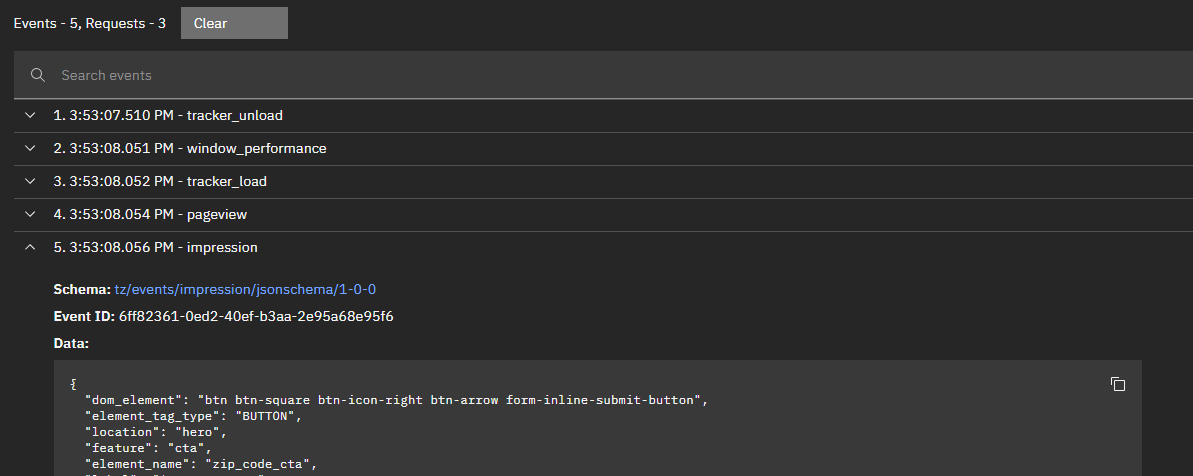 Events - 5, Requests - 3 Clear
Search events
1. 3:53:07.510 PM - tracker_unload
2. 3:53:08.051 PM - window_performance
3. 3:53:08.052 PM - tracker_load
4. 3:53:08.054 PM - pageview
5. 3:53:08.056 PM - impression
Schema: tz/events/impression/jsonschema/1-0-0
Event ID: 6ff82361-0ed2-40ef-b3aa-2e95a68e95f6
Data:
{
"dom_element": "btn btn-square btn-icon-right btn-arrow form-inline-submit-button",
"element_tag_type": "BUTTON",
"location": "hero",
"feature": "cta",
"element_name": "zip_code_cta",